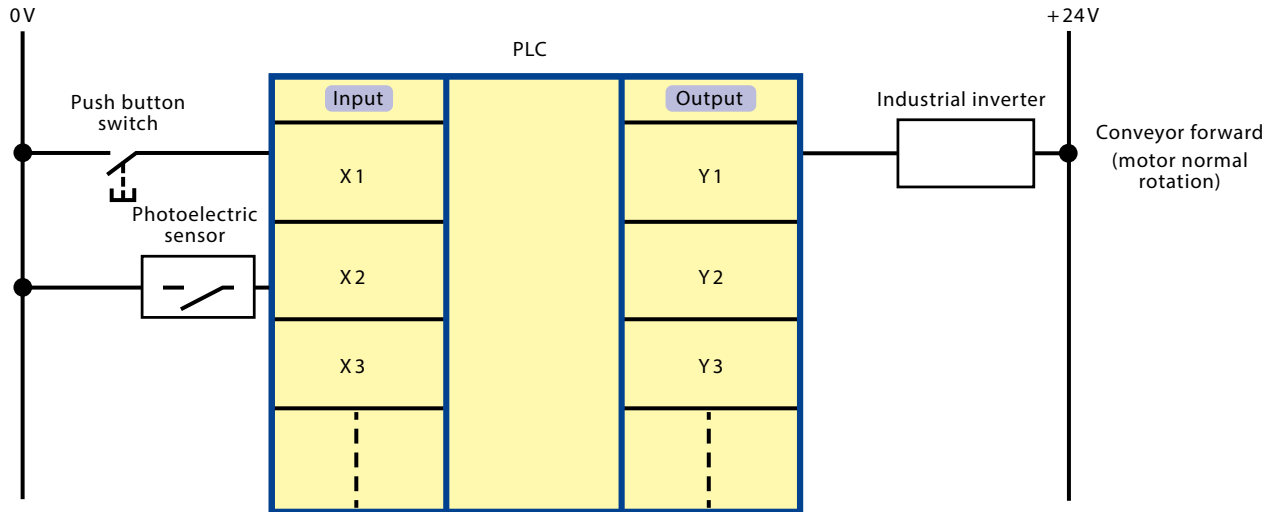 0V
+24V
PLC
Input
Output
Push button
switch
Industrial inverter
Conveyor forward
(motor normal
rotation)
X1
Y1
Photoelectric
sensor
X2
Y2
X3
Y3